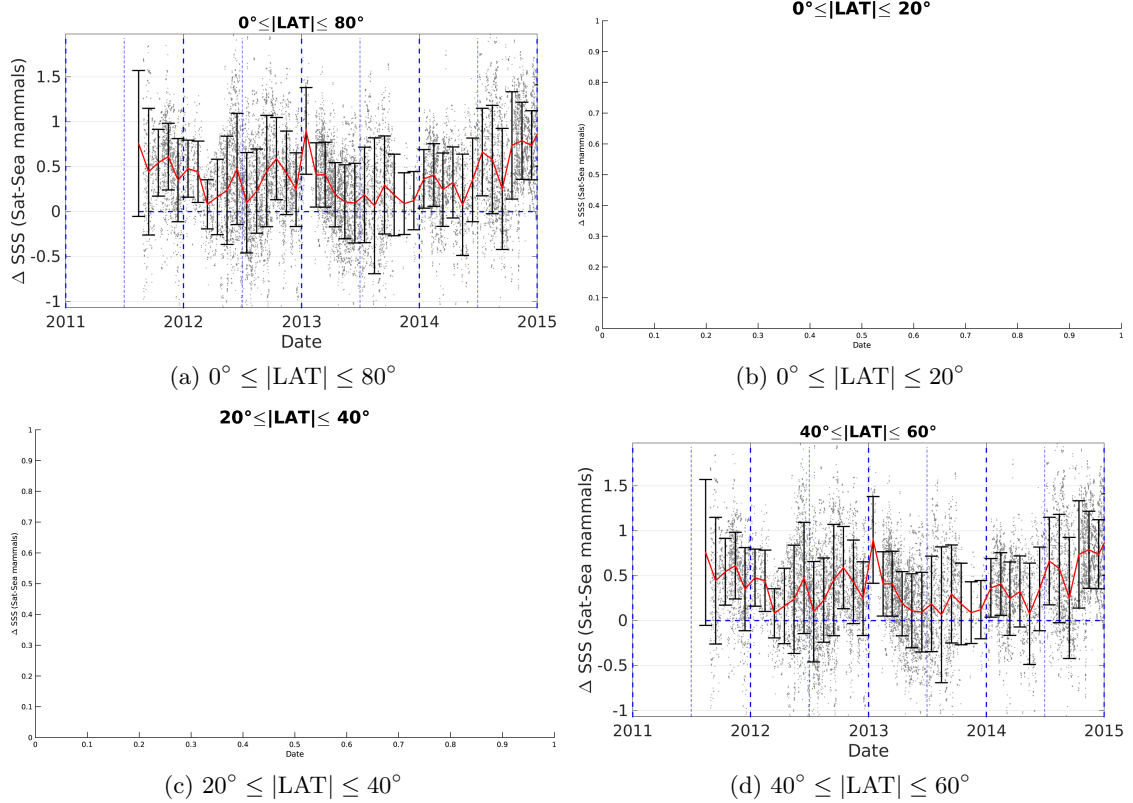 0°≤|LAT|≤ 80°
Δ SSS (Sat-Sea mammals)
1.5
1
0.5
0
-0.5
-1
2011 2012 2013 2014 2015
Date
(a) 0° ≤ |LAT| ≤ 80°
0°≤|LAT|≤ 20°
Δ SSS (Sat-Sea mammals)
1
0.9
0.8
0.7
0.6
0.5
0.4
0.3
0.2
0.1
0
0 0.1 0.2 0.3 0.4 0.5 0.6 0.7 0.8 0.9 1
Date
(b) 0° ≤ |LAT| ≤ 20°
20°≤|LAT|≤ 40°
Δ SSS (Sat-Sea mammals)
1
0.9
0.8
0.7
0.6
0.5
0.4
0.3
0.2
0.1
0
0 0.1 0.2 0.3 0.4 0.5 0.6 0.7 0.8 0.9 1
Date
(c) 20° ≤ |LAT| ≤ 40°
40°≤|LAT|≤ 60°
Δ SSS (Sat-Sea mammals)
1.5
1
0.5
0
-0.5
-1
2011 2012 2013 2014 2015
Date
(d) 40° ≤ |LAT| ≤ 60°